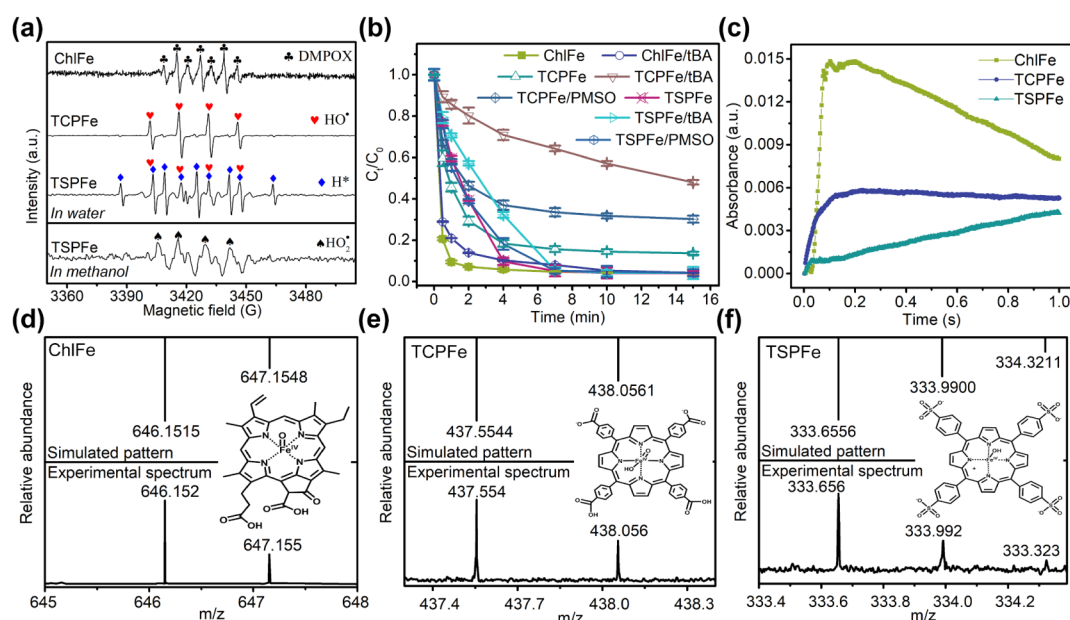 (a)
ChlFe
♣ DMPOX
TCPFe
♥ HO•
TSPFe
♦ H*
In water
TSPFe
♠ HO₂•
In methanol
Intensity (a.u.)
3360 3390 3420 3450 3480
Magnetic field (G)
(b)
ChlFe ChlFe/tBA
TCPFe TCPFe/tBA
TCPFe/PMSO TSPFe
TSPFe/tBA
TSPFe/PMSO
Cₜ/C₀
1.0
0.8
0.6
0.4
0.2
0.0
0 2 4 6 8 10 12 14 16
Time (min)
(c)
ChlFe
TCPFe
TSPFe
Absorbance (a.u.)
0.015
0.012
0.009
0.006
0.003
0.000
0.0 0.2 0.4 0.6 0.8 1.0
Time (s)
(d)
ChlFe
647.1548
646.1515
Simulated pattern
Experimental spectrum
646.152
647.155
O
Fe IV
N N
N N
O
O
OH
O OH
Relative abundance
645 646 647 648
m/z
(e)
TCPFe
438.0561
437.5544
Simulated pattern
Experimental spectrum
437.554
438.056
Relative abundance
437.4 437.7 438.0 438.3
m/z
(f)
TSPFe
334.3211
333.9900
333.6556
Simulated pattern
Experimental spectrum
333.656
333.992
333.323
Relative abundance
333.4 333.6 333.8 334.0 334.2
m/z